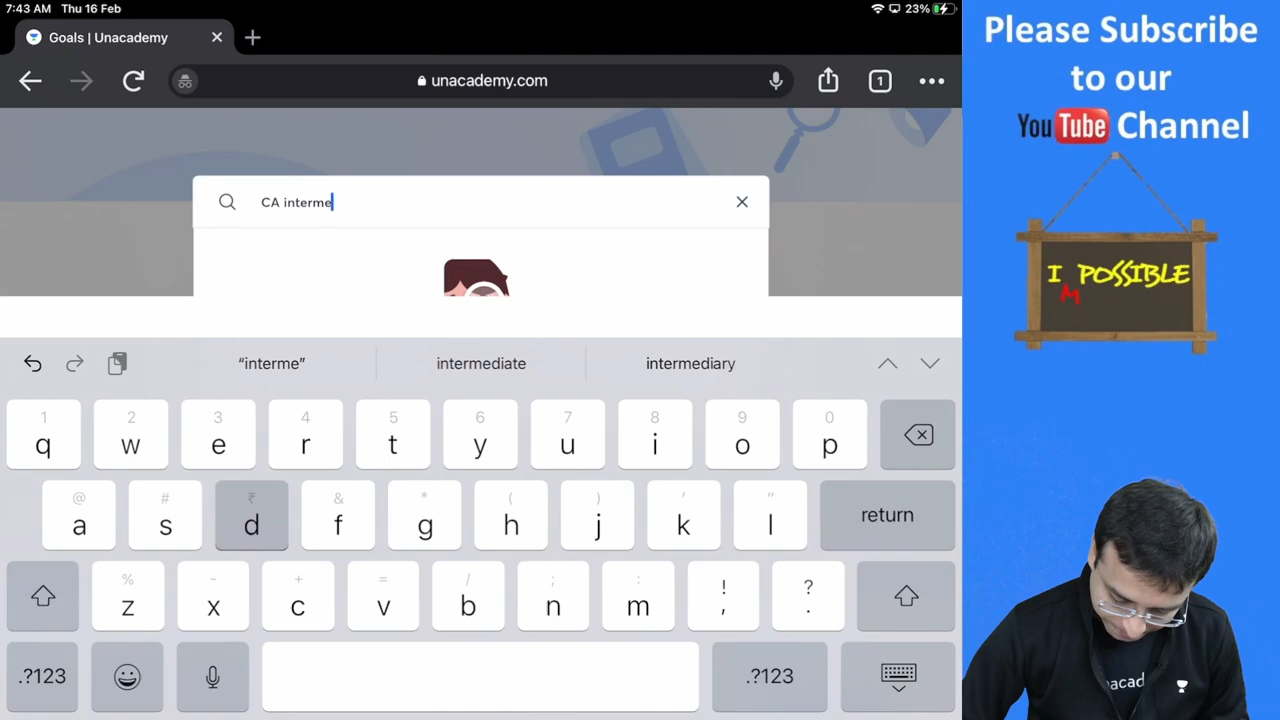 7:43 AM Thu 16 Feb
23%
Goals | Unacademy
unacademy.com
1
CA interme
“interme” intermediate intermediary
1 2 3 4 5 6 7 8 9 0
q w e r t y u i o p
@ # ₹ & * ( ) ' "
a s d f g h j k l return
% - + = / ; : ! ?
z x c v b n m , .
.?123 .?123
Please Subscribe
to our
YouTube Channel
I POSSIBLE
M
nacad